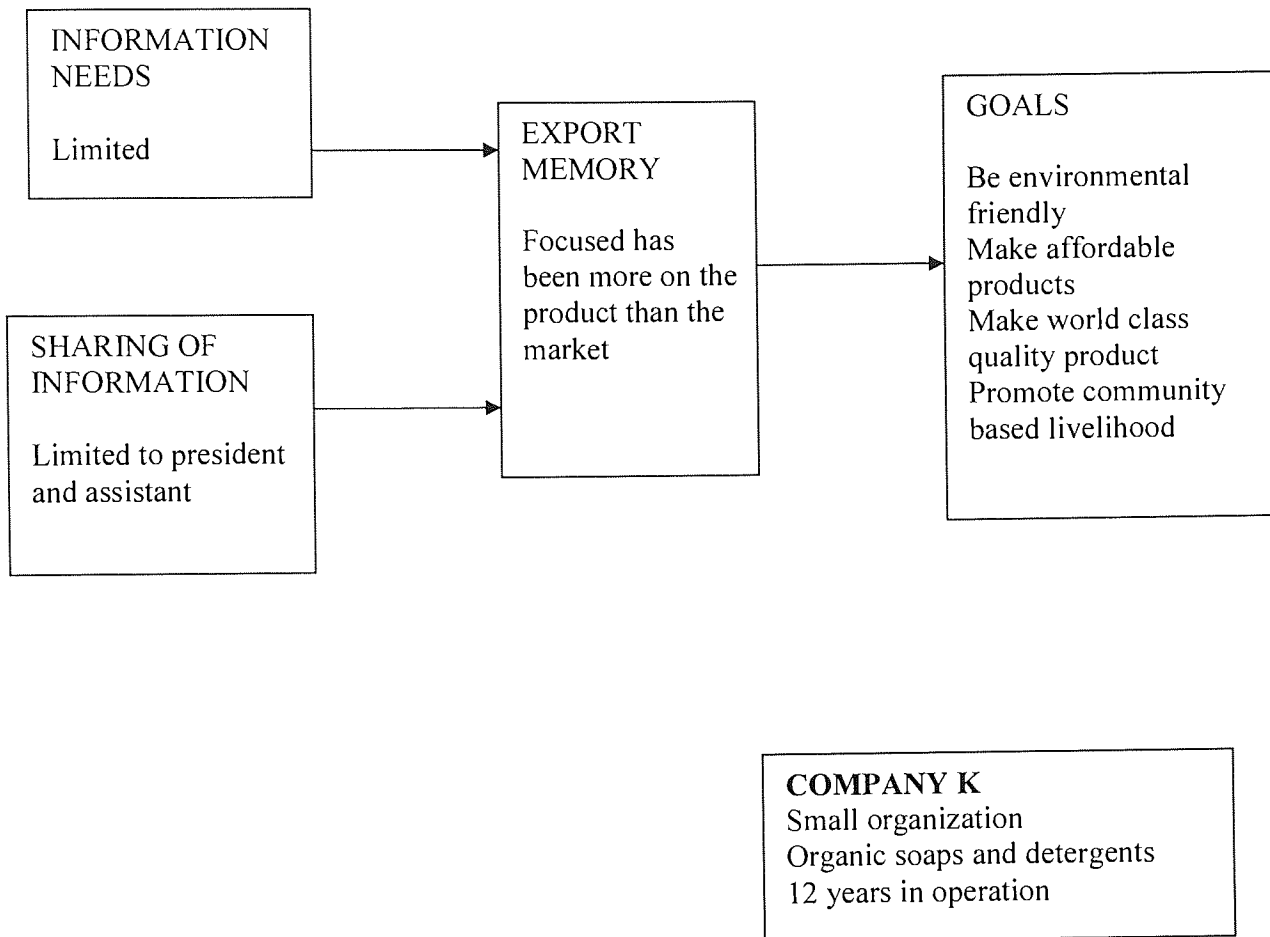 INFORMATION
NEEDS
Limited
SHARING OF
INFORMATION
Limited to president
and assistant
EXPORT
MEMORY
Focused has
been more on the
product than the
market
GOALS
Be environmental
friendly
Make affordable
products
Make world class
quality product
Promote community
based livelihood
COMPANY K
Small organization
Organic soaps and detergents
12 years in operation